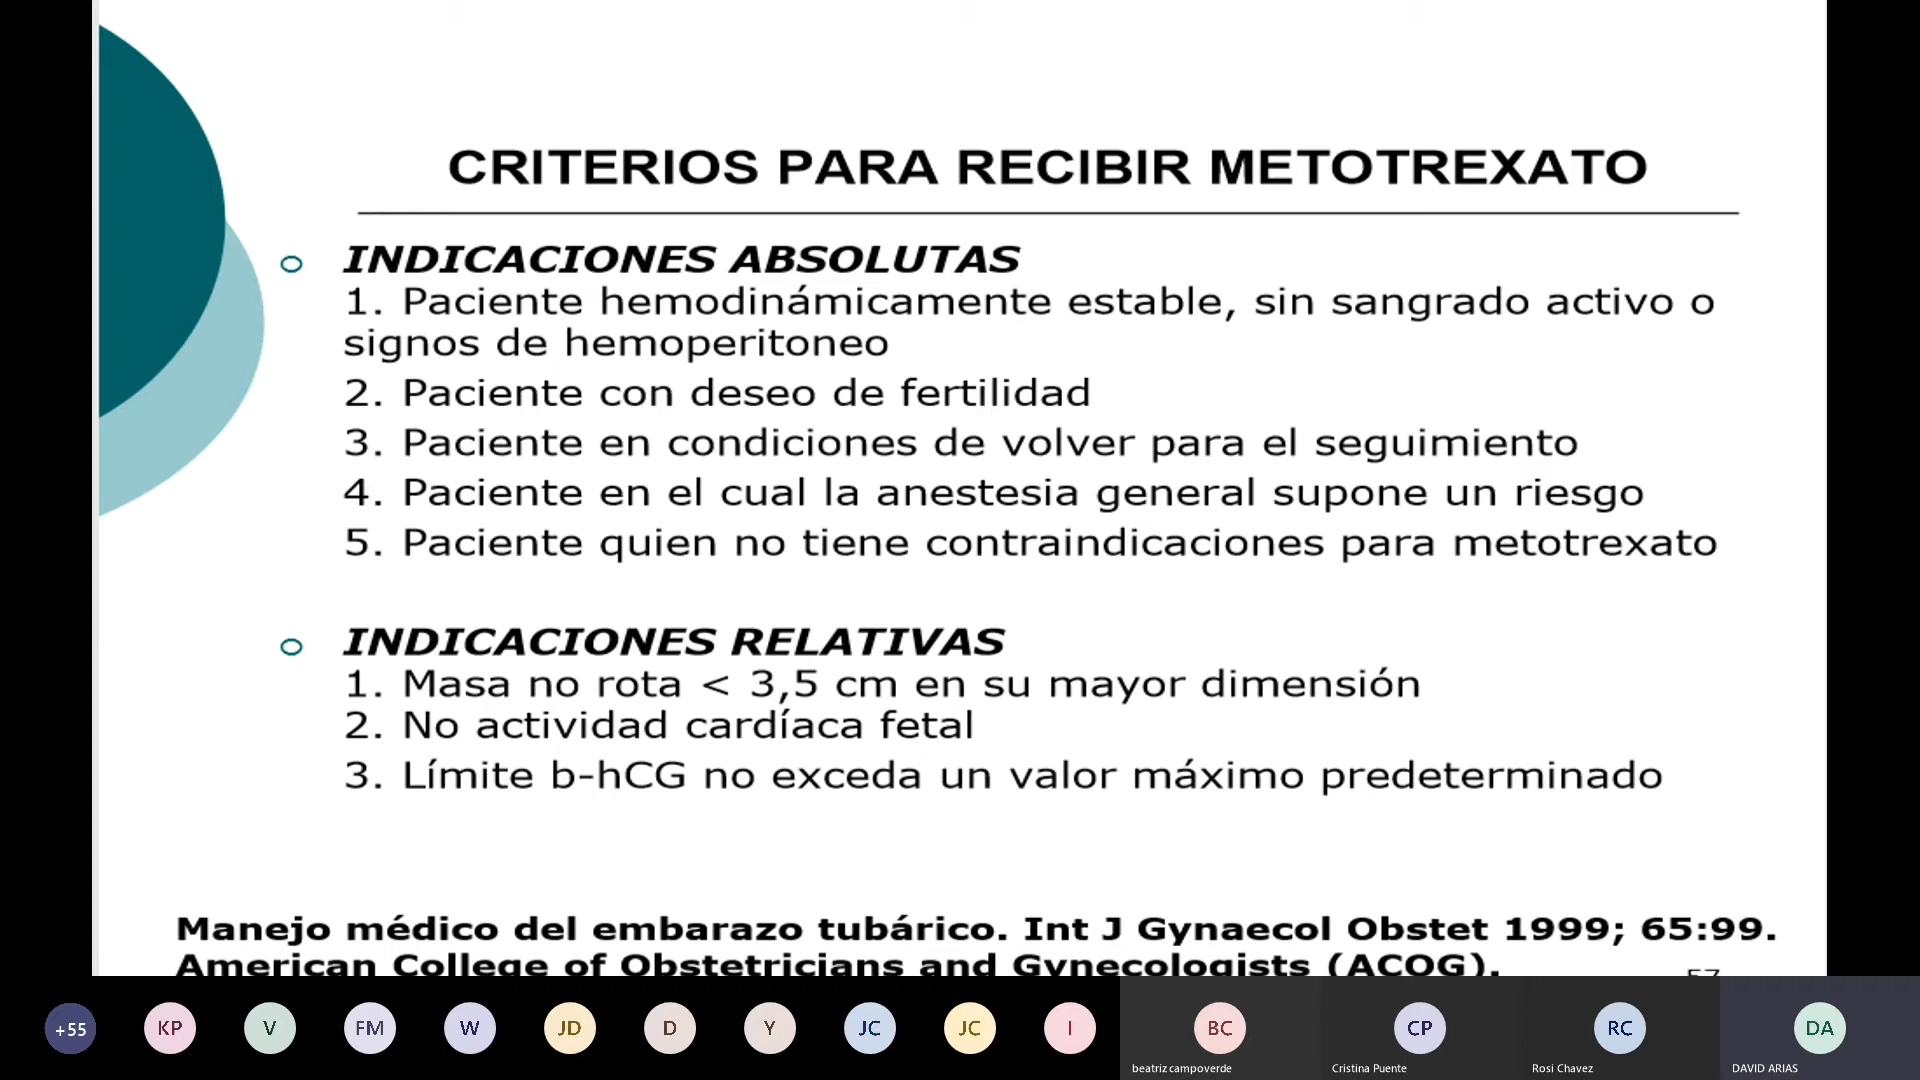 CRITERIOS PARA RECIBIR METOTREXATO
INDICACIONES ABSOLUTAS
1. Paciente hemodinámicamente estable, sin sangrado activo o
signos de hemoperitoneo
2. Paciente con deseo de fertilidad
3. Paciente en condiciones de volver para el seguimiento
4. Paciente en el cual la anestesia general supone un riesgo
5. Paciente quien no tiene contraindicaciones para metotrexato
INDICACIONES RELATIVAS
1. Masa no rota < 3,5 cm en su mayor dimensión
2. No actividad cardíaca fetal
3. Límite b-hCG no exceda un valor máximo predeterminado
Manejo médico del embarazo tubárico. Int J Gynaecol Obstet 1999; 65:99.
American College of Obstetricians and Gynecologists (ACOG).
57
+55 KP V FM W JD D Y JC JC I BC CP RC DA
beatriz campoverde Cristina Puente Rosi Chavez DAVID ARIAS